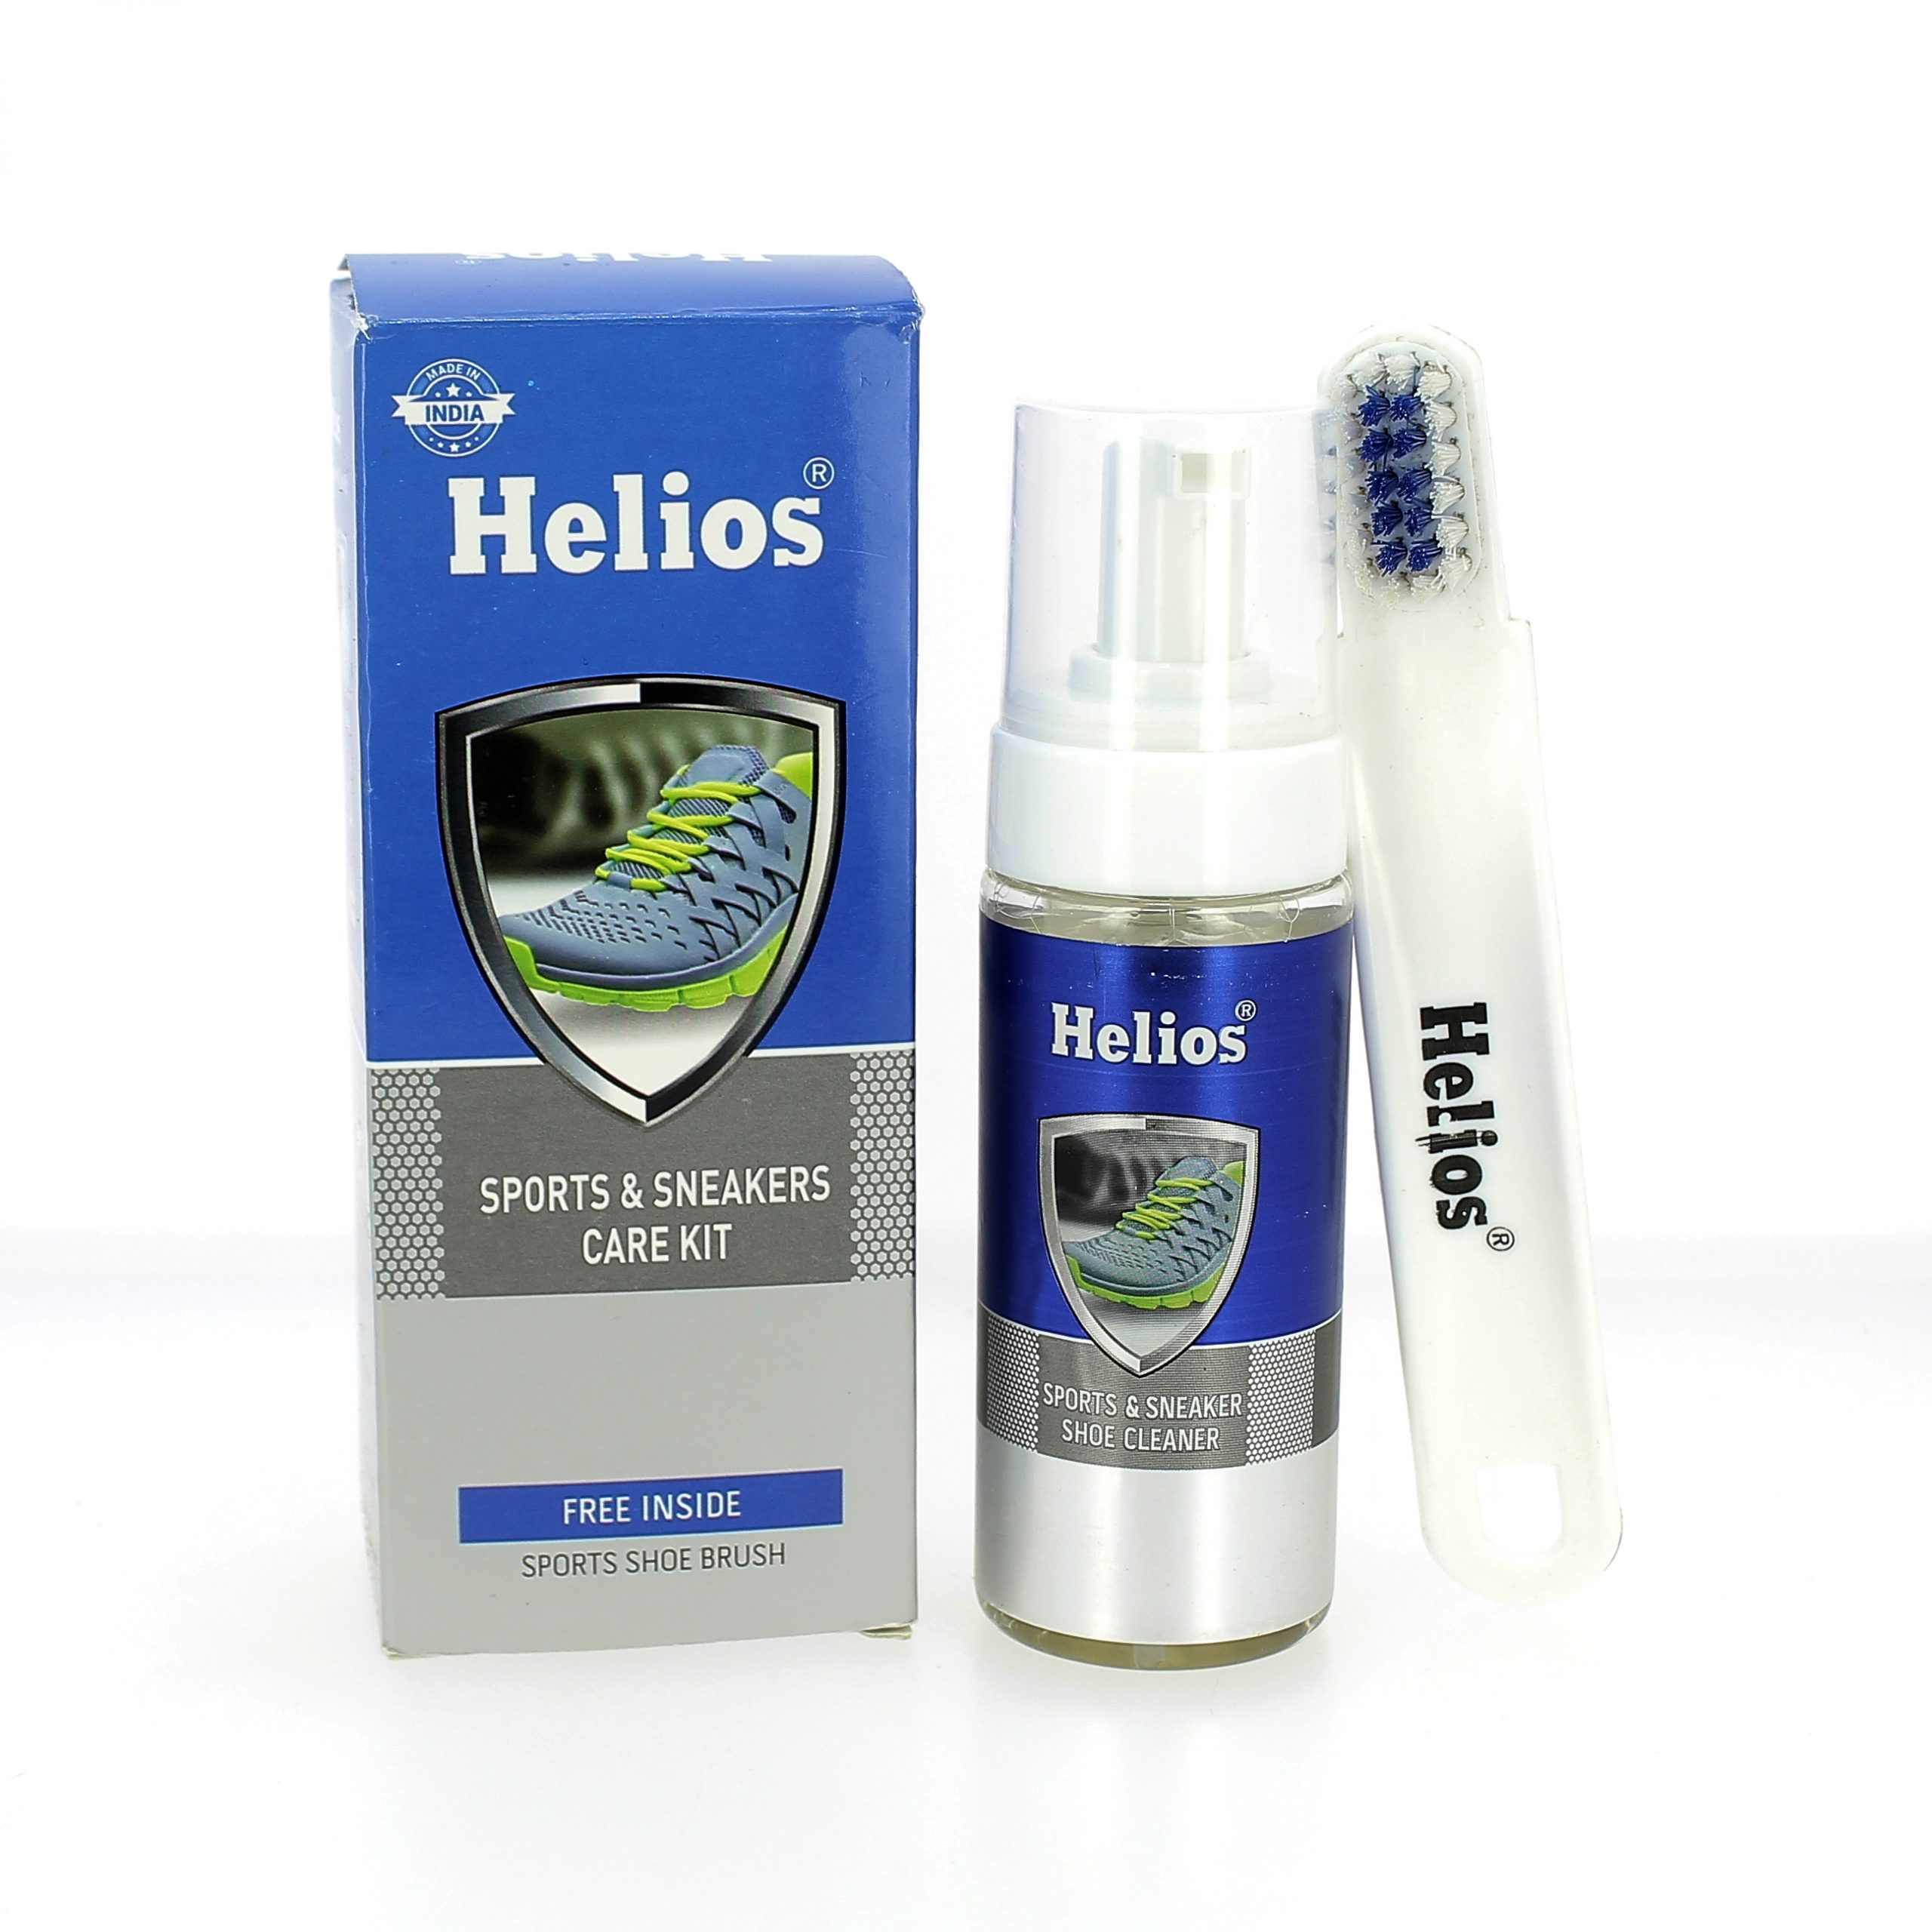 Helios®
MADE IN
INDIA
Helios®
SPORTS & SNEAKERS
CARE KIT
FREE INSIDE
SPORTS SHOE BRUSH
Helios®
SPORTS & SNEAKER
SHOE CLEANER
Helios®